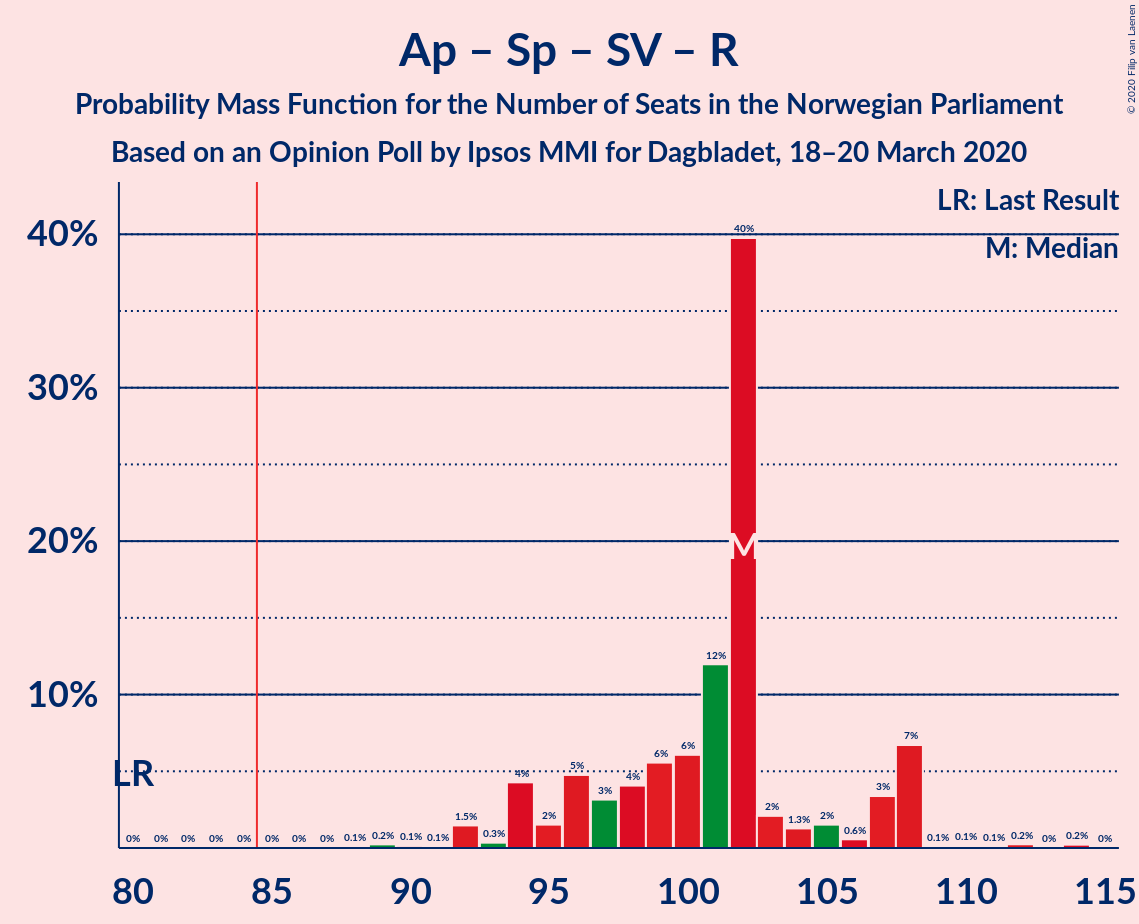 Ap – Sp – SV – R
Probability Mass Function for the Number of Seats in the Norwegian Parliament
Based on an Opinion Poll by Ipsos MMI for Dagbladet, 18–20 March 2020
© 2020 Filip van Laenen
LR: Last Result
M: Median
40%
30%
20%
10%
LR
M
0% 0% 0% 0% 0% 0% 0% 0% 0.1% 0.2% 0.1% 0.1% 1.5% 0.3% 4% 2% 5% 3% 4% 6% 6% 12% 40% 2% 1.3% 2% 0.6% 3% 7% 0.1% 0.1% 0.1% 0.2% 0% 0.2% 0%
80 85 90 95 100 105 110 115